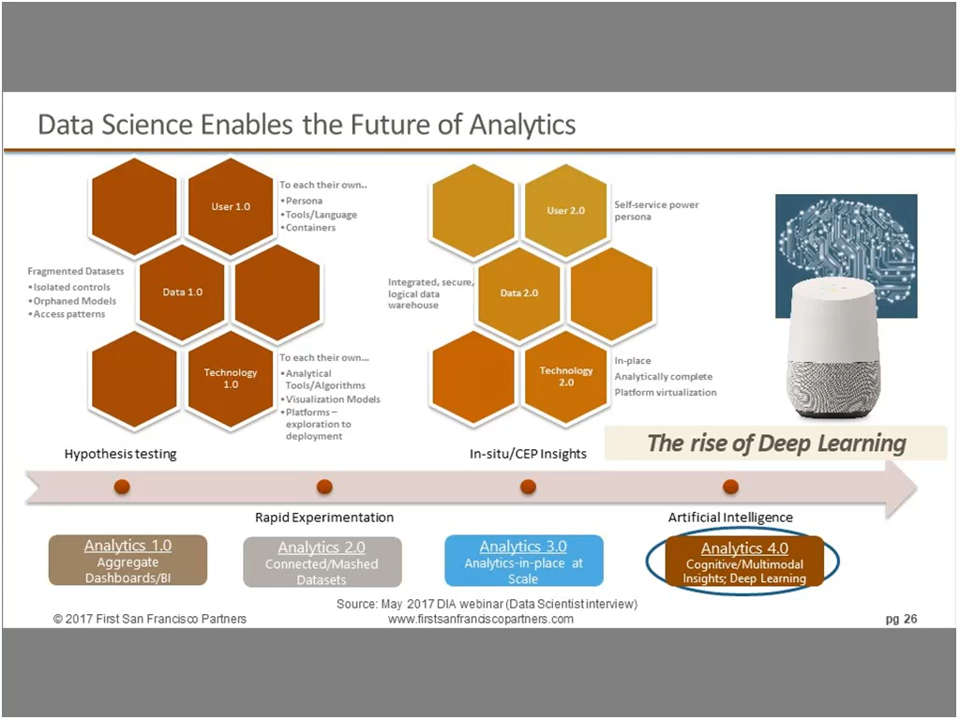 Data Science Enables the Future of Analytics
User 1.0
To each their own..
•Persona
•Tools/Language
•Containers
Fragmented Datasets
•Isolated controls
•Orphaned Models
•Access patterns
Data 1.0
Technology
1.0
To each their own...
•Analytical
Tools/Algorithms
•Visualization Models
•Platforms –
exploration to
deployment
User 2.0
Self-service power
persona
Integrated, secure,
logical data
warehouse
Data 2.0
Technology
2.0
In-place
Analytically complete
Platform virtualization
The rise of Deep Learning
Hypothesis testing
In-situ/CEP Insights
Rapid Experimentation
Artificial Intelligence
Analytics 1.0
Aggregate
Dashboards/BI
Analytics 2.0
Connected/Mashed
Datasets
Analytics 3.0
Analytics-in-place at
Scale
Analytics 4.0
Cognitive/Multimodal
Insights; Deep Learning
Source: May 2017 DIA webinar (Data Scientist interview)
© 2017 First San Francisco Partners
www.firstsanfranciscopartners.com
pg 26